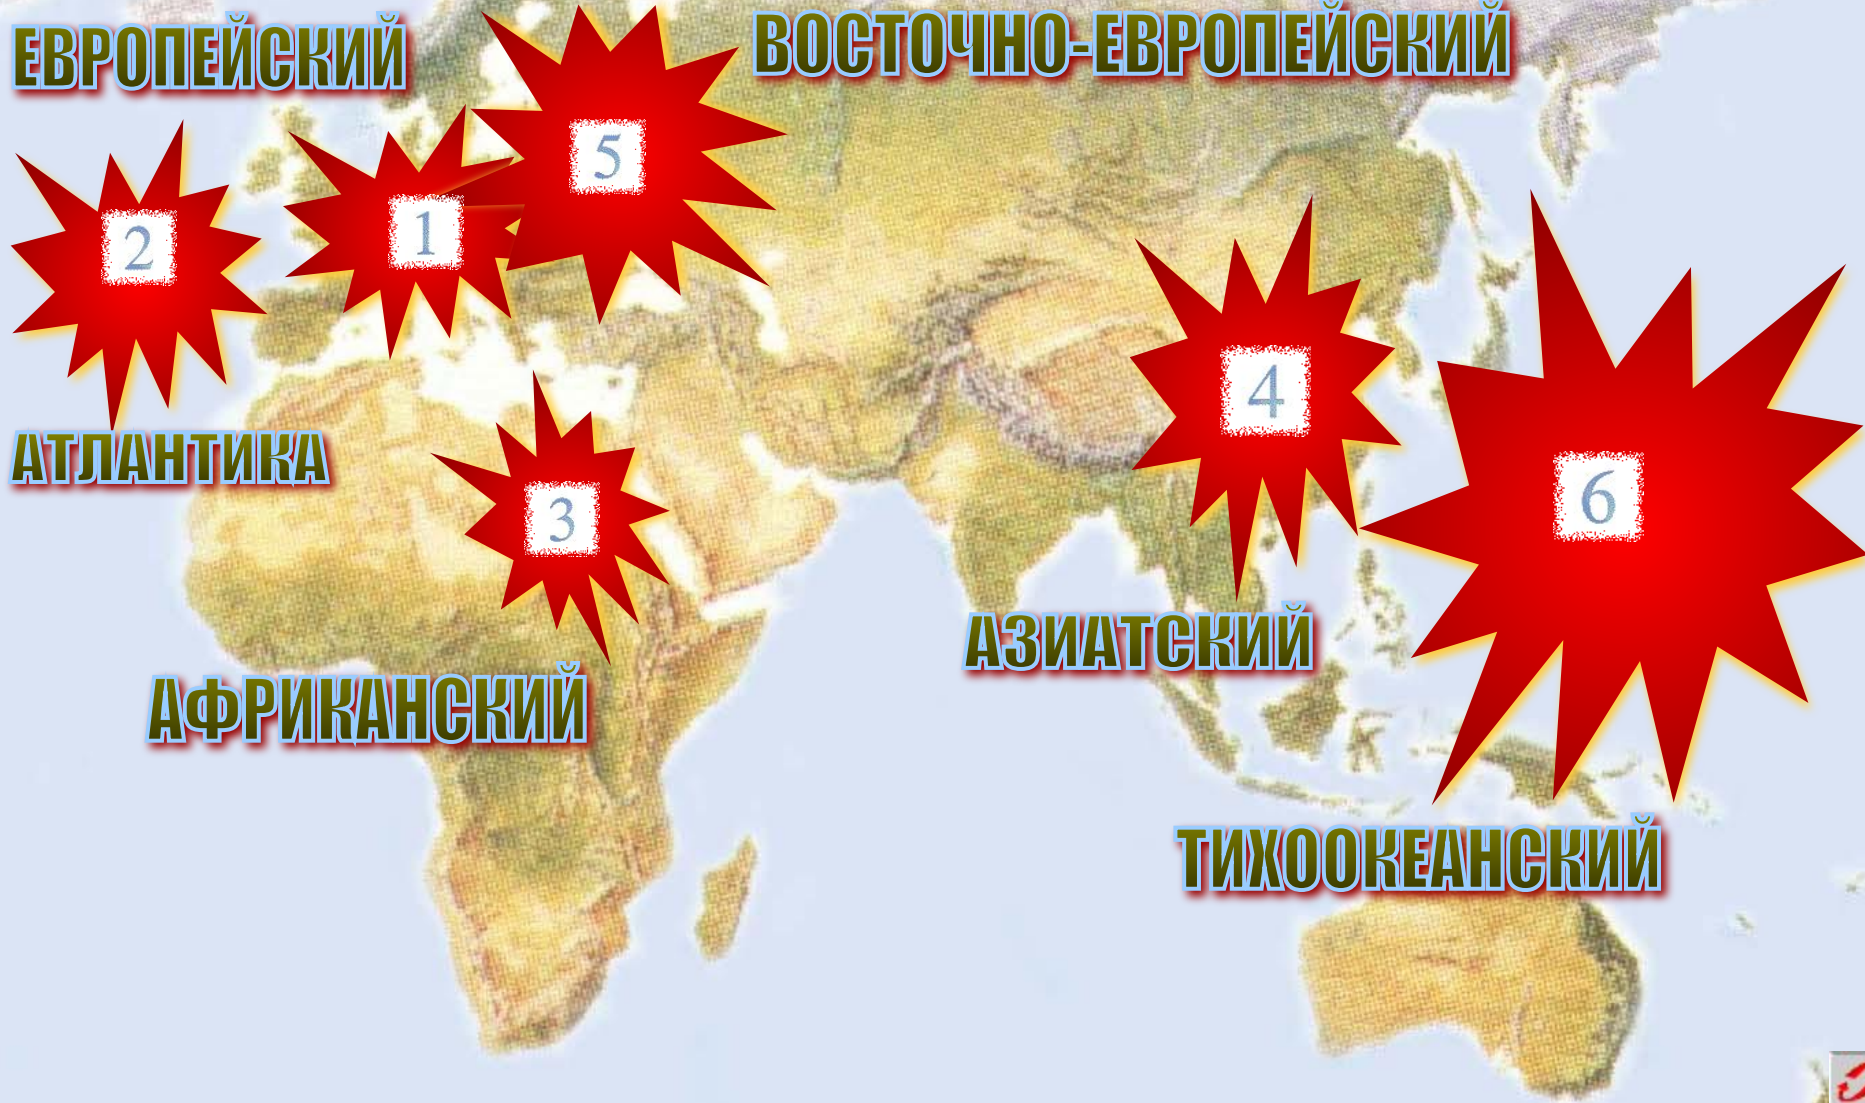 ЕВРОПЕЙСКИЙ
ВОСТОЧНО-ЕВРОПЕЙСКИЙ
5
1
2
4
АТЛАНТИКА
3
6
АЗИАТСКИЙ
АФРИКАНСКИЙ
ТИХООКЕАНСКИЙ